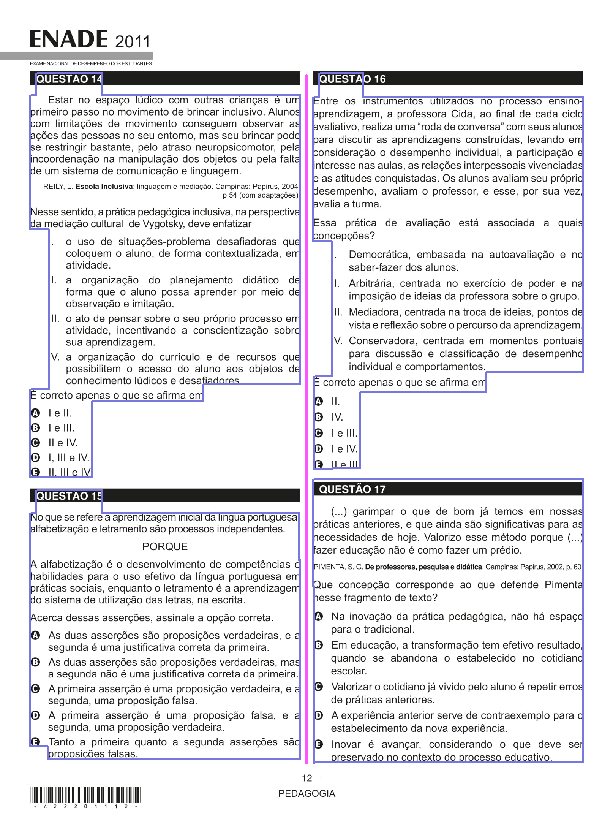 ENADE 2011
EXAME NACIONAL DE DESEMPENHO DOS ESTUDANTES
QUESTÃO 14
Estar no espaço lúdico com outras crianças é um
primeiro passo no movimento de brincar inclusivo. Alunos
com limitações de movimento conseguem observar as
ações das pessoas no seu entorno, mas seu brincar pode
se restringir bastante, pelo atraso neuropsicomotor, pela
incoordenação na manipulação dos objetos ou pela falta
de um sistema de comunicação e linguagem.
REILY, L. Escola Inclusiva: linguagem e mediação. Campinas: Papirus, 2004
p.54 (com adaptações)
Nesse sentido, a prática pedagógica inclusiva, na perspectiva
da mediação cultural de Vygotsky, deve enfatizar
I. o uso de situações-problema desafiadoras que
coloquem o aluno, de forma contextualizada, em
atividade.
II. a organização do planejamento didático de
forma que o aluno possa aprender por meio de
observação e imitação.
III. o ato de pensar sobre o seu próprio processo em
atividade, incentivando a conscientização sobre
sua aprendizagem.
IV. a organização do currículo e de recursos que
possibilitem o acesso do aluno aos objetos de
conhecimento lúdicos e desafiadores.
É correto apenas o que se afirma em
A I e II.
B I e III.
C II e IV.
D I, III e IV.
E II, III e IV.
QUESTÃO 15
No que se refere a aprendizagem inicial da língua portuguesa
alfabetização e letramento são processos independentes.
PORQUE
A alfabetização é o desenvolvimento de competências e
habilidades para o uso efetivo da língua portuguesa em
práticas sociais, enquanto o letramento é a aprendizagem
do sistema de utilização das letras, na escrita.
Acerca dessas asserções, assinale a opção correta.
A As duas asserções são proposições verdadeiras, e a
segunda é uma justificativa correta da primeira.
B As duas asserções são proposições verdadeiras, mas
a segunda não é uma justificativa correta da primeira.
C A primeira asserção é uma proposição verdadeira, e a
segunda, uma proposição falsa.
D A primeira asserção é uma proposição falsa, e a
segunda, uma proposição verdadeira.
E Tanto a primeira quanto a segunda asserções são
proposições falsas.
QUESTÃO 16
Entre os instrumentos utilizados no processo ensino-
aprendizagem, a professora Cida, ao final de cada ciclo
avaliativo, realiza uma “roda de conversa” com seus alunos
para discutir as aprendizagens construídas, levando em
consideração o desempenho individual, a participação e
interesse nas aulas, as relações interpessoais vivenciadas
e as atitudes conquistadas. Os alunos avaliam seu próprio
desempenho, avaliam o professor, e esse, por sua vez,
avalia a turma.
Essa prática de avaliação está associada a quais
concepções?
I. Democrática, embasada na autoavaliação e no
saber-fazer dos alunos.
II. Arbitrária, centrada no exercício de poder e na
imposição de ideias da professora sobre o grupo.
III. Mediadora, centrada na troca de ideias, pontos de
vista e reflexão sobre o percurso da aprendizagem.
IV. Conservadora, centrada em momentos pontuais
para discussão e classificação de desempenho
individual e comportamentos.
É correto apenas o que se afirma em
A II.
B IV.
C I e III.
D I e IV.
E II e III.
QUESTÃO 17
(...) garimpar o que de bom já temos em nossas
práticas anteriores, e que ainda são significativas para as
necessidades de hoje. Valorizo esse método porque (...)
fazer educação não é como fazer um prédio.
PIMENTA, S. G. De professores, pesquisa e didática. Campinas: Papirus, 2002, p. 60
Que concepção corresponde ao que defende Pimenta
nesse fragmento de texto?
A Na inovação da prática pedagógica, não há espaço
para o tradicional.
B Em educação, a transformação tem efetivo resultado,
quando se abandona o estabelecido no cotidiano
escolar.
C Valorizar o cotidiano já vivido pelo aluno é repetir erros
de práticas anteriores.
D A experiência anterior serve de contraexemplo para o
estabelecimento da nova experiência.
E Inovar é avançar, considerando o que deve ser
preservado no contexto do processo educativo.
12
PEDAGOGIA